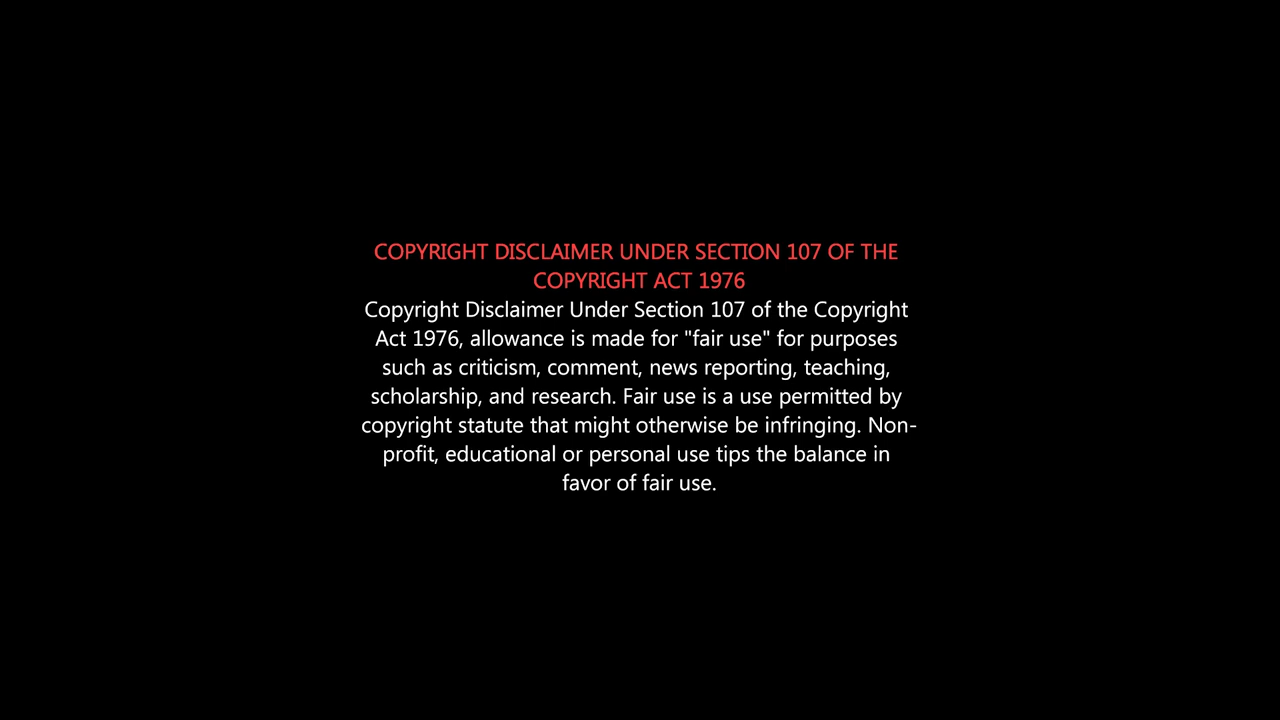 COPYRIGHT DISCLAIMER UNDER SECTION 107 OF THE
COPYRIGHT ACT 1976
Copyright Disclaimer Under Section 107 of the Copyright
Act 1976, allowance is made for "fair use" for purposes
such as criticism, comment, news reporting, teaching,
scholarship, and research. Fair use is a use permitted by
copyright statute that might otherwise be infringing. Non-
profit, educational or personal use tips the balance in
favor of fair use.